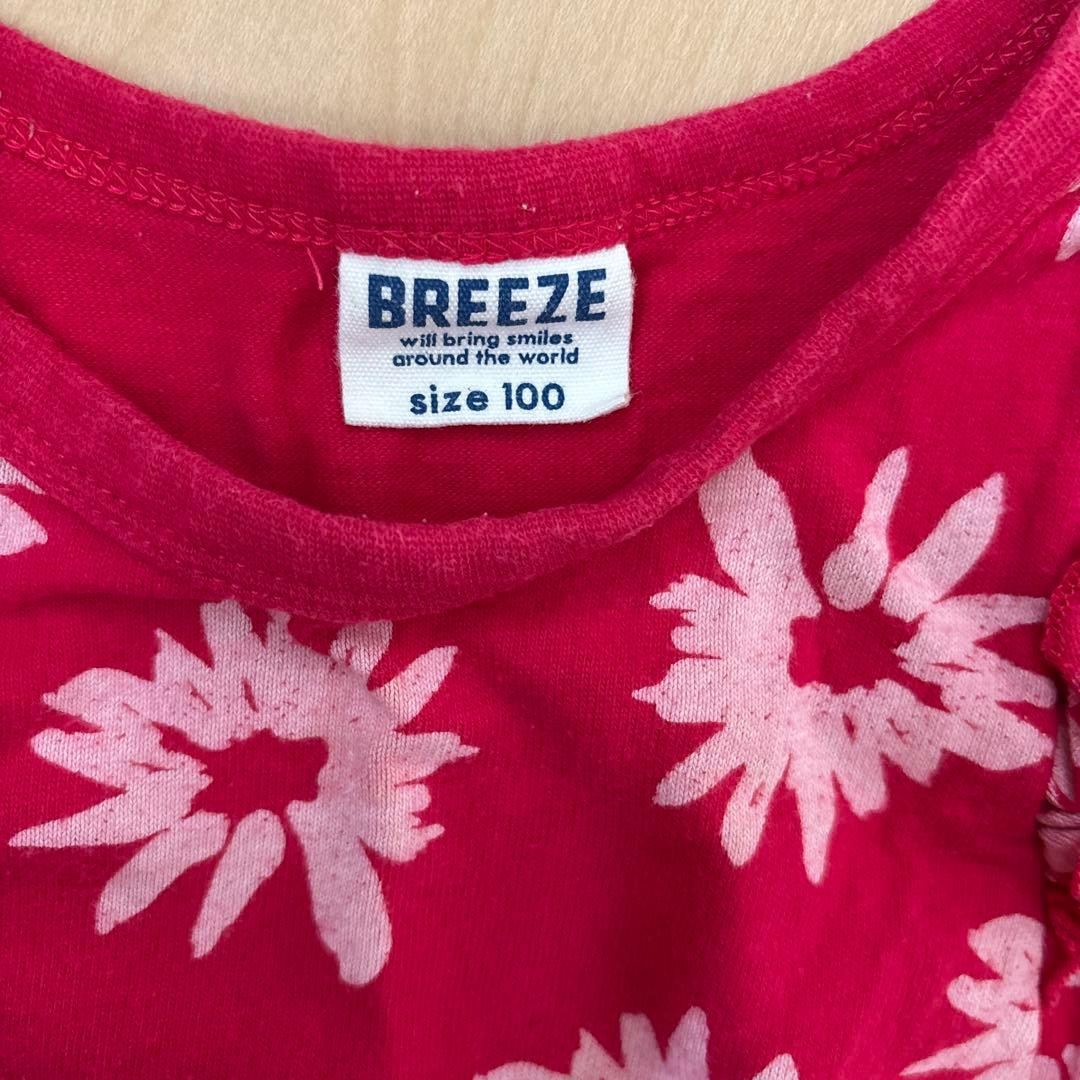 BREEZE
will bring smiles
around the world
size 100